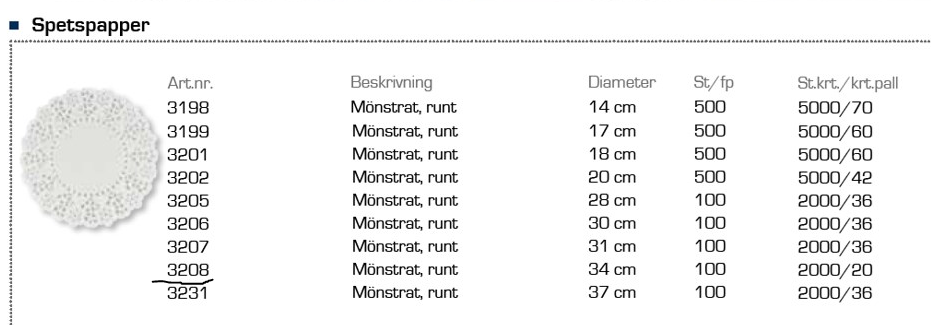 Spetspapper
Art.nr. Beskrivning Diameter St/fp St.krt./krt.pall
3198 Mönstrat, runt 14 cm 500 5000/70
3199 Mönstrat, runt 17 cm 500 5000/60
3201 Mönstrat, runt 18 cm 500 5000/60
3202 Mönstrat, runt 20 cm 500 5000/42
3205 Mönstrat, runt 28 cm 100 2000/36
3206 Mönstrat, runt 30 cm 100 2000/36
3207 Mönstrat, runt 31 cm 100 2000/36
3208 Mönstrat, runt 34 cm 100 2000/20
3231 Mönstrat, runt 37 cm 100 2000/36